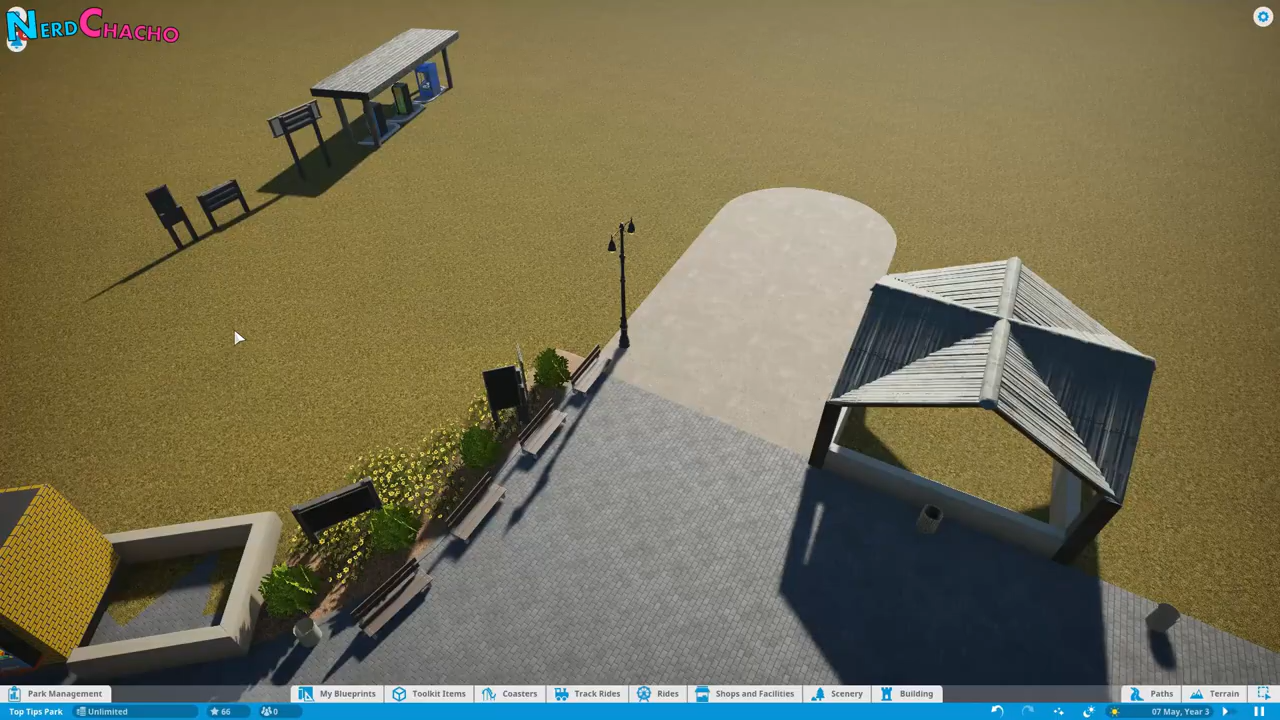 NerdChacho
Park Management
My Blueprints
Toolkit Items
Coasters
Track Rides
Rides
Shops and Facilities
Scenery
Building
Paths
Terrain
Top Tips Park
Unlimited
66
0
07 May, Year 3